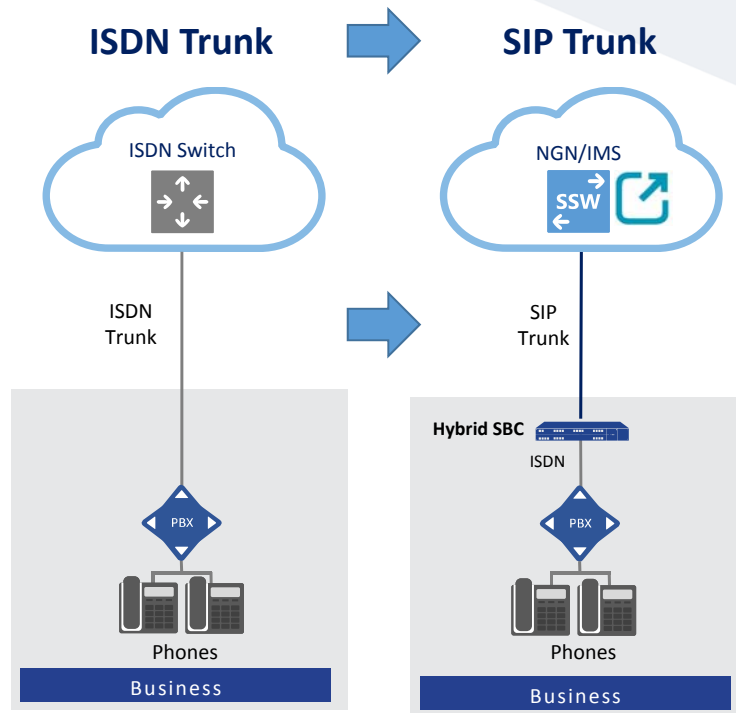 ISDN Trunk
SIP Trunk
ISDN Switch
NGN/IMS
SSW
ISDN
Trunk
SIP
Trunk
Hybrid SBC
ISDN
PBX
PBX
Phones
Phones
Business
Business